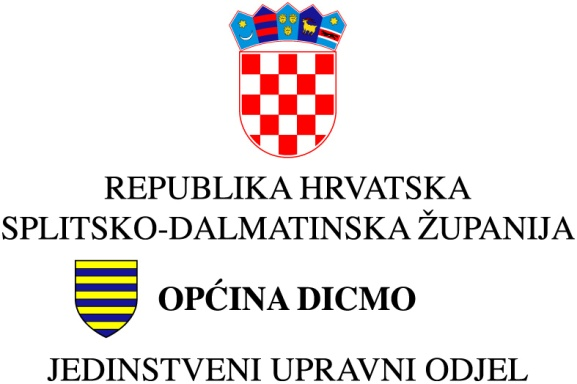 REPUBLIKA HRVATSKA
SPLITSKO-DALMATINSKA ŽUPANIJA
OPĆINA DICMO
JEDINSTVENI UPRAVNI ODJEL